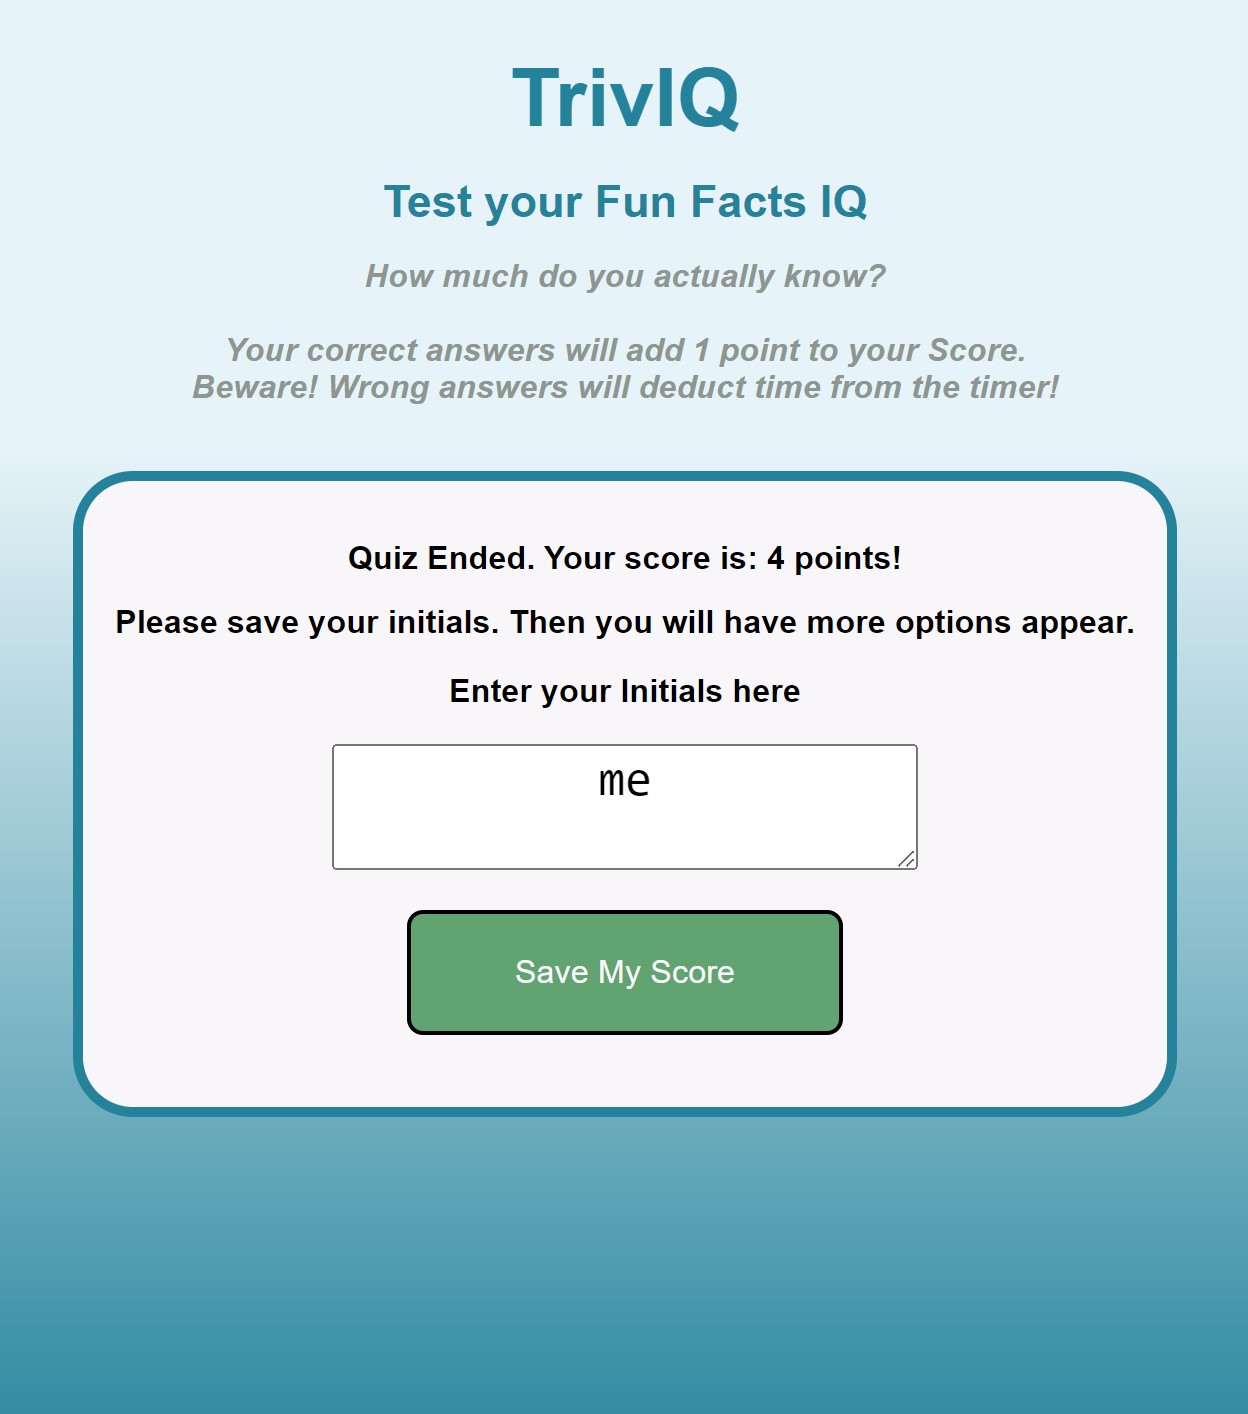 TrivIQ
Test your Fun Facts IQ
How much do you actually know?
Your correct answers will add 1 point to your Score.
Beware! Wrong answers will deduct time from the timer!
Quiz Ended. Your score is: 4 points!
Please save your initials. Then you will have more options appear.
Enter your Initials here
me
Save My Score